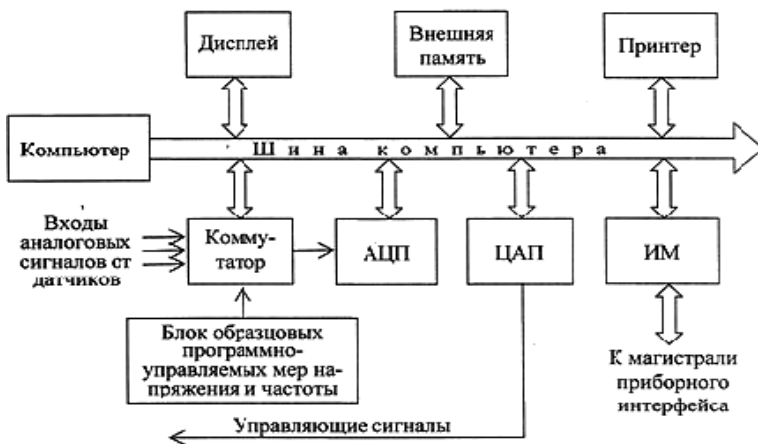 Дисплей
Внешняя
память
Принтер
Компьютер
Шина компьютера
Входы
аналоговых
сигналов ст
датчиков
Комму-
татор
АЦП
ЦАП
ИМ
Блок образцовых
программно-
управляемых мер на-
пряжения и частоты
К магистрали
приборного
интерфейса
Управляющие сигналы